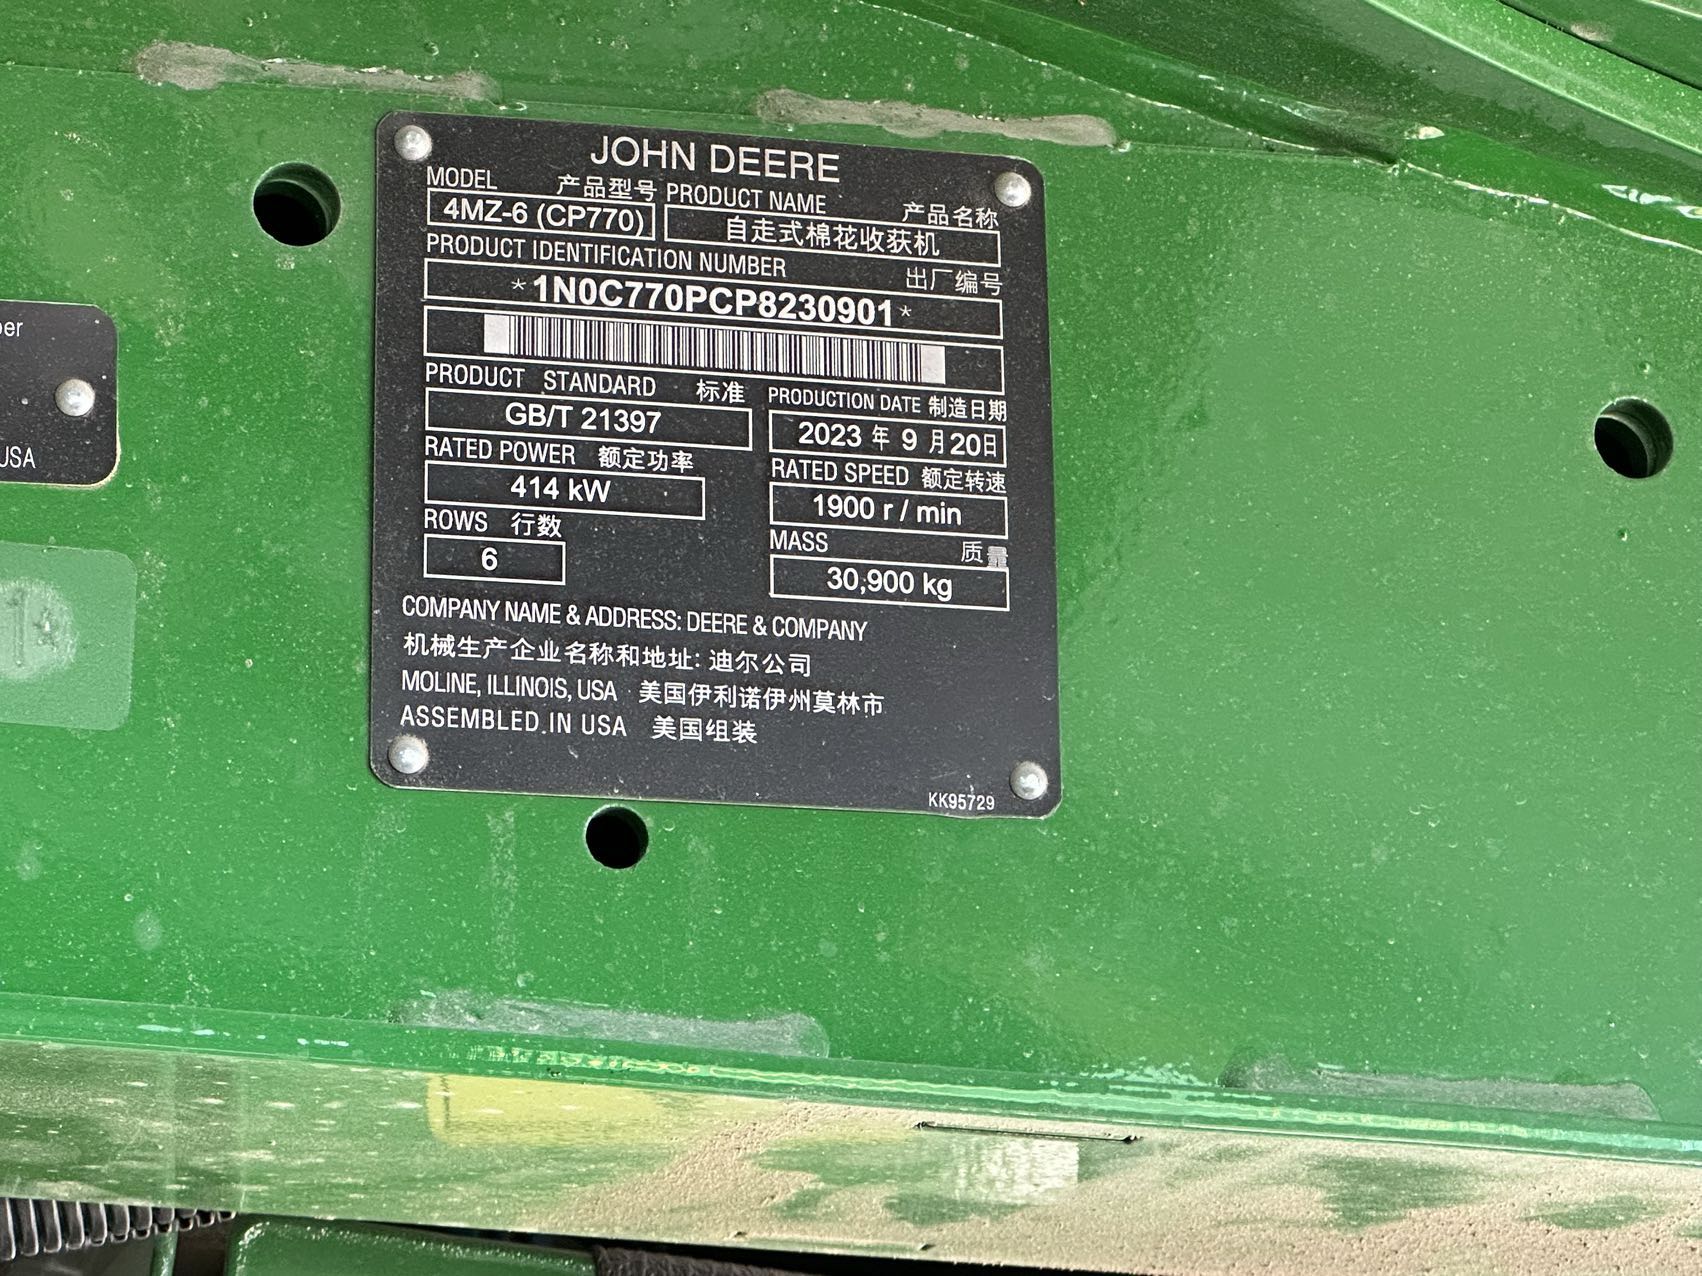 JOHN DEERE
MODEL 产品型号 PRODUCT NAME 产品名称
4MZ-6 (CP770) 自走式棉花收获机
PRODUCT IDENTIFICATION NUMBER 出厂编号
*1N0C770PCP8230901*
PRODUCT STANDARD 标准 PRODUCTION DATE 制造日期
GB/T 21397 2023 年 9 月 20日
RATED POWER 额定功率 RATED SPEED 额定转速
414 kW 1900 r / min
ROWS 行数 MASS 质量
6 30,900 kg
COMPANY NAME & ADDRESS: DEERE & COMPANY
机械生产企业名称和地址: 迪尔公司
MOLINE, ILLINOIS, USA 美国伊利诺伊州莫林市
ASSEMBLED IN USA 美国组装
KK95729
USA